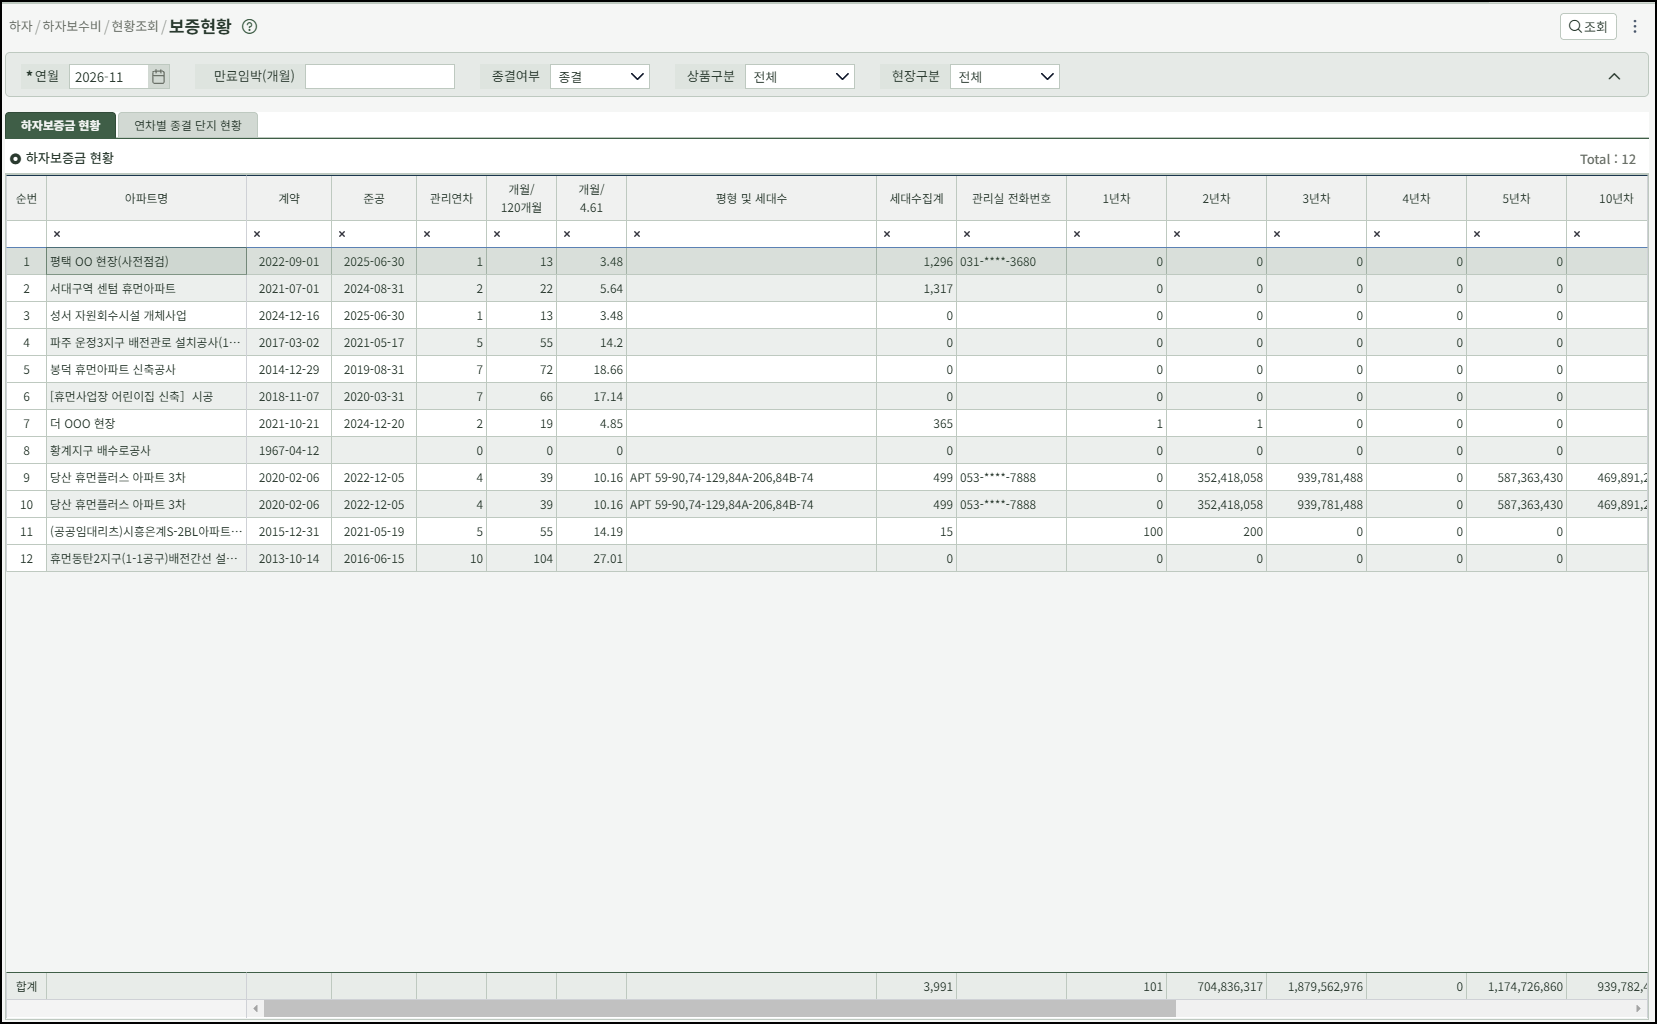 하자 / 하자보수비 / 현황조회 / 보증현황
조회
*연월 2026-11 만료임박(개월) 종결여부 종결 상품구분 전체 현장구분 전체
하자보증금 현황 연차별 종결 단지 현황
하자보증금 현황 Total : 12
순번 아파트명 계약 준공 관리연차 개월/120개월 개월/4.61 평형 및 세대수 세대수집계 관리실 전화번호 1년차 2년차 3년차 4년차 5년차 10년차
× × × × × × × × × × × × × × ×
1 평택 OO 현장(사전점검) 2022-09-01 2025-06-30 1 13 3.48 1,296 031-****-3680 0 0 0 0 0
2 서대구역 센텀 휴먼아파트 2021-07-01 2024-08-31 2 22 5.64 1,317 0 0 0 0 0
3 성서 자원회수시설 개체사업 2024-12-16 2025-06-30 1 13 3.48 0 0 0 0 0 0
4 파주 운정3지구 배전관로 설치공사(1… 2017-03-02 2021-05-17 5 55 14.2 0 0 0 0 0 0
5 봉덕 휴먼아파트 신축공사 2014-12-29 2019-08-31 7 72 18.66 0 0 0 0 0 0
6 [휴먼사업장 어린이집 신축] 시공 2018-11-07 2020-03-31 7 66 17.14 0 0 0 0 0 0
7 더 OOO 현장 2021-10-21 2024-12-20 2 19 4.85 365 1 1 0 0 0
8 황계지구 배수로공사 1967-04-12 0 0 0 0 0 0 0 0 0
9 당산 휴먼플러스 아파트 3차 2020-02-06 2022-12-05 4 39 10.16 APT 59-90,74-129,84A-206,84B-74 499 053-****-7888 0 352,418,058 939,781,488 0 587,363,430 469,891,2
10 당산 휴먼플러스 아파트 3차 2020-02-06 2022-12-05 4 39 10.16 APT 59-90,74-129,84A-206,84B-74 499 053-****-7888 0 352,418,058 939,781,488 0 587,363,430 469,891,2
11 (공공임대리츠)시흥은계S-2BL아파트… 2015-12-31 2021-05-19 5 55 14.19 15 100 200 0 0 0
12 휴먼동탄2지구(1-1공구)배전간선 설… 2013-10-14 2016-06-15 10 104 27.01 0 0 0 0 0 0
합계 3,991 101 704,836,317 1,879,562,976 0 1,174,726,860 939,782,4